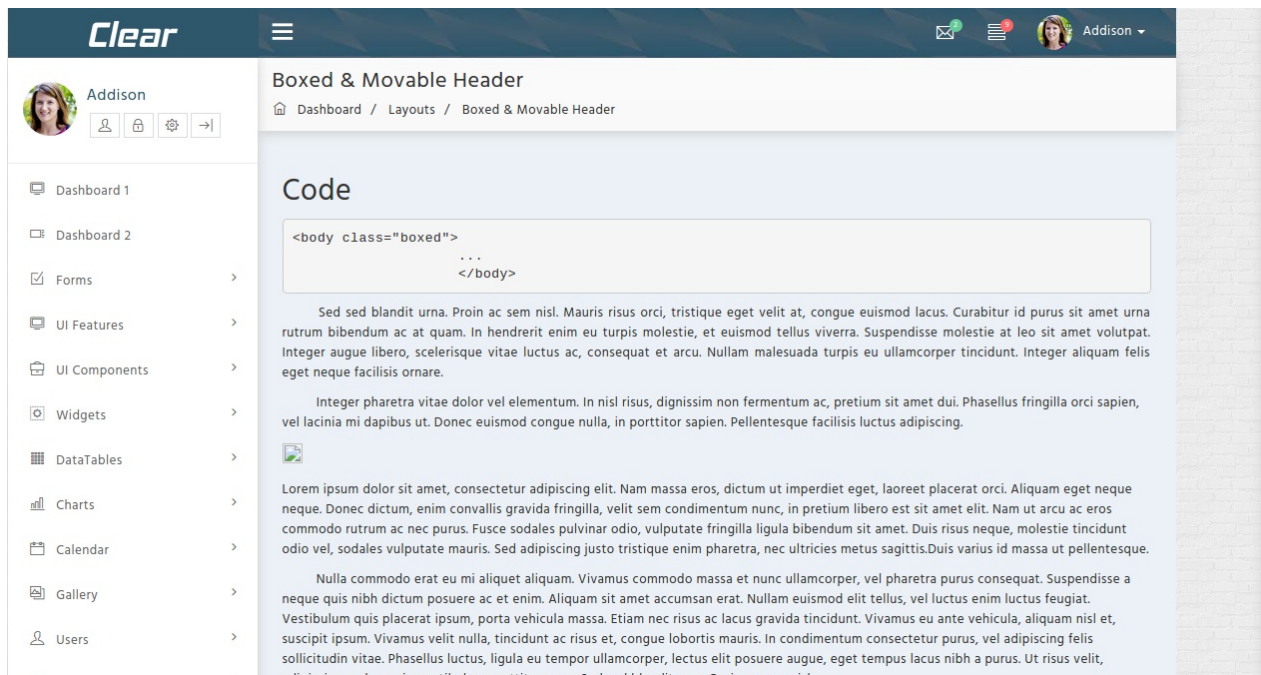 Clear
2
9
Addison
Addison
Boxed & Movable Header
Dashboard / Layouts / Boxed & Movable Header
Dashboard 1
Dashboard 2
Forms
UI Features
UI Components
Widgets
DataTables
Charts
Calendar
Gallery
Users
Code
<body class="boxed">
...
</body>
Sed sed blandit urna. Proin ac sem nisl. Mauris risus orci, tristique eget velit at, congue euismod lacus. Curabitur id purus sit amet urna
rutrum bibendum ac at quam. In hendrerit enim eu turpis molestie, et euismod tellus viverra. Suspendisse molestie at leo sit amet volutpat.
Integer augue libero, scelerisque vitae luctus ac, consequat et arcu. Nullam malesuada turpis eu ullamcorper tincidunt. Integer aliquam felis
eget neque facilisis ornare.
Integer pharetra vitae dolor vel elementum. In nisl risus, dignissim non fermentum ac, pretium sit amet dui. Phasellus fringilla orci sapien,
vel lacinia mi dapibus ut. Donec euismod congue nulla, in porttitor sapien. Pellentesque facilisis luctus adipiscing.
Lorem ipsum dolor sit amet, consectetur adipiscing elit. Nam massa eros, dictum ut imperdiet eget, laoreet placerat orci. Aliquam eget neque
neque. Donec dictum, enim convallis gravida fringilla, velit sem condimentum nunc, in pretium libero est sit amet elit. Nam ut arcu ac eros
commodo rutrum ac nec purus. Fusce sodales pulvinar odio, vulputate fringilla ligula bibendum sit amet. Duis risus neque, molestie tincidunt
odio vel, sodales vulputate mauris. Sed adipiscing justo tristique enim pharetra, nec ultricies metus sagittis.Duis varius id massa ut pellentesque.
Nulla commodo erat eu mi aliquet aliquam. Vivamus commodo massa et nunc ullamcorper, vel pharetra purus consequat. Suspendisse a
neque quis nibh dictum posuere ac et enim. Aliquam sit amet accumsan erat. Nullam euismod elit tellus, vel luctus enim luctus feugiat.
Vestibulum quis placerat ipsum, porta vehicula massa. Etiam nec risus ac lacus gravida tincidunt. Vivamus eu ante vehicula, aliquam nisl et,
suscipit ipsum. Vivamus velit nulla, tincidunt ac risus et, congue lobortis mauris. In condimentum consectetur purus, vel adipiscing felis
sollicitudin vitae. Phasellus luctus, ligula eu tempor ullamcorper, lectus elit posuere augue, eget tempus lacus nibh a purus. Ut risus velit,